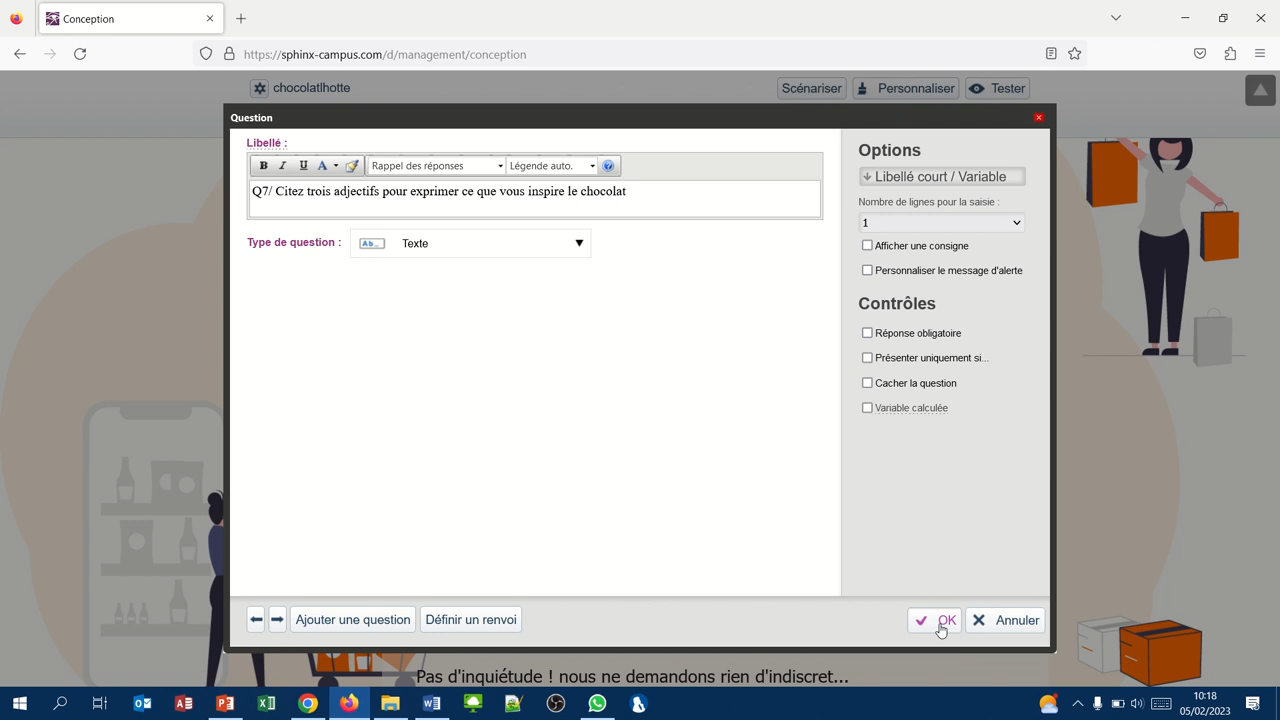 Conception
https://sphinx-campus.com/d/management/conception
chocolatlhotte
Scénariser
Personnaliser
Tester
Question
Libellé :
B I U A Rappel des réponses Légende auto.
Q7/ Citez trois adjectifs pour exprimer ce que vous inspire le chocolat
Type de question : Ab.. Texte
Options
Libellé court / Variable
Nombre de lignes pour la saisie :
1
Afficher une consigne
Personnaliser le message d'alerte
Contrôles
Réponse obligatoire
Présenter uniquement si...
Cacher la question
Variable calculée
Ajouter une question
Définir un renvoi
OK
Annuler
Pas d'inquiétude ! nous ne demandons rien d'indiscret...
10:18
05/02/2023